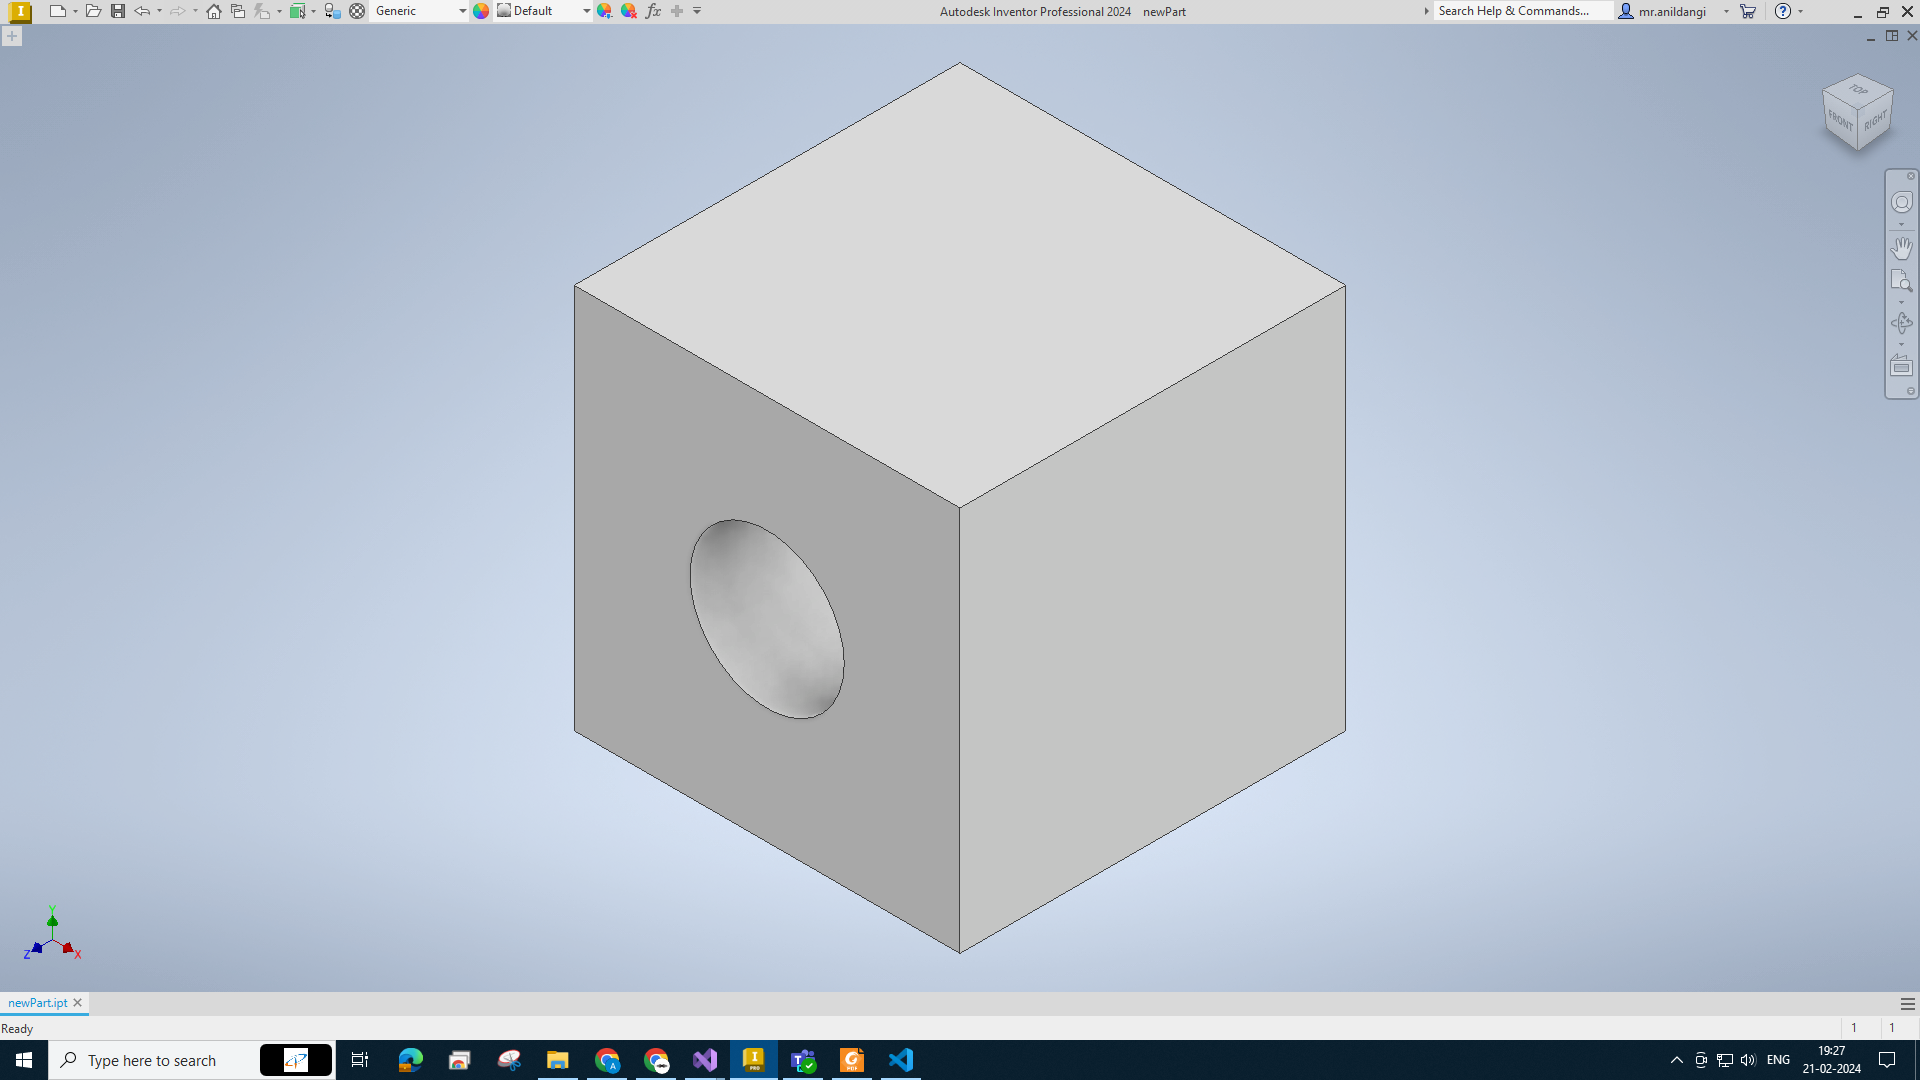 Generic
Default
fx
Autodesk Inventor Professional 2024 newPart
Search Help & Commands...
mr.anildangi
TOP
FRONT
RIGHT
Y
Z
X
newPart.ipt
Ready
1
1
Type here to search
ENG
19:27
21-02-2024